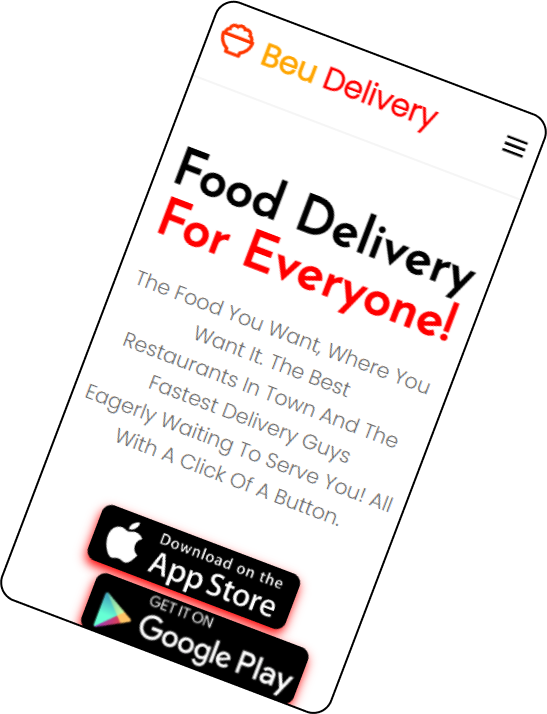 Beu Delivery
Food Delivery
For Everyone!
The Food You Want, Where You
Want It. The Best
Restaurants In Town And The
Fastest Delivery Guys
Eagerly Waiting To Serve You! All
With A Click Of A Button.
Download on the
App Store
GET IT ON
Google Play